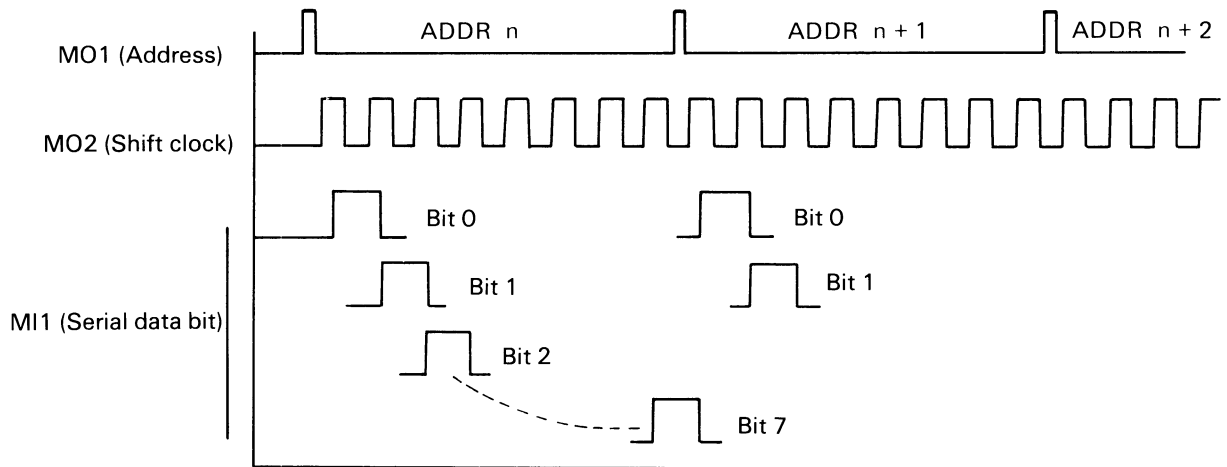 MO1 (Address)
ADDR n
ADDR n + 1
ADDR n + 2
MO2 (Shift clock)
MI1 (Serial data bit)
Bit 0
Bit 0
Bit 1
Bit 1
Bit 2
Bit 7